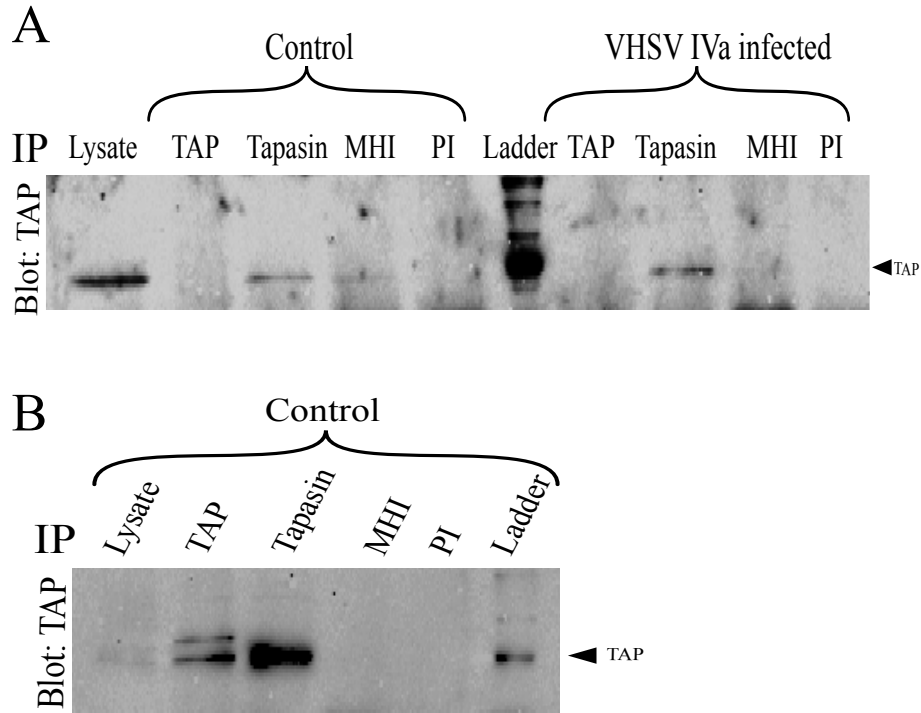 A
Control
VHSV IVa infected
IP Lysate TAP Tapasin MHI PI Ladder TAP Tapasin MHI PI
Blot: TAP
TAP
B
Control
IP Lysate TAP Tapasin MHI PI Ladder
Blot: TAP
TAP